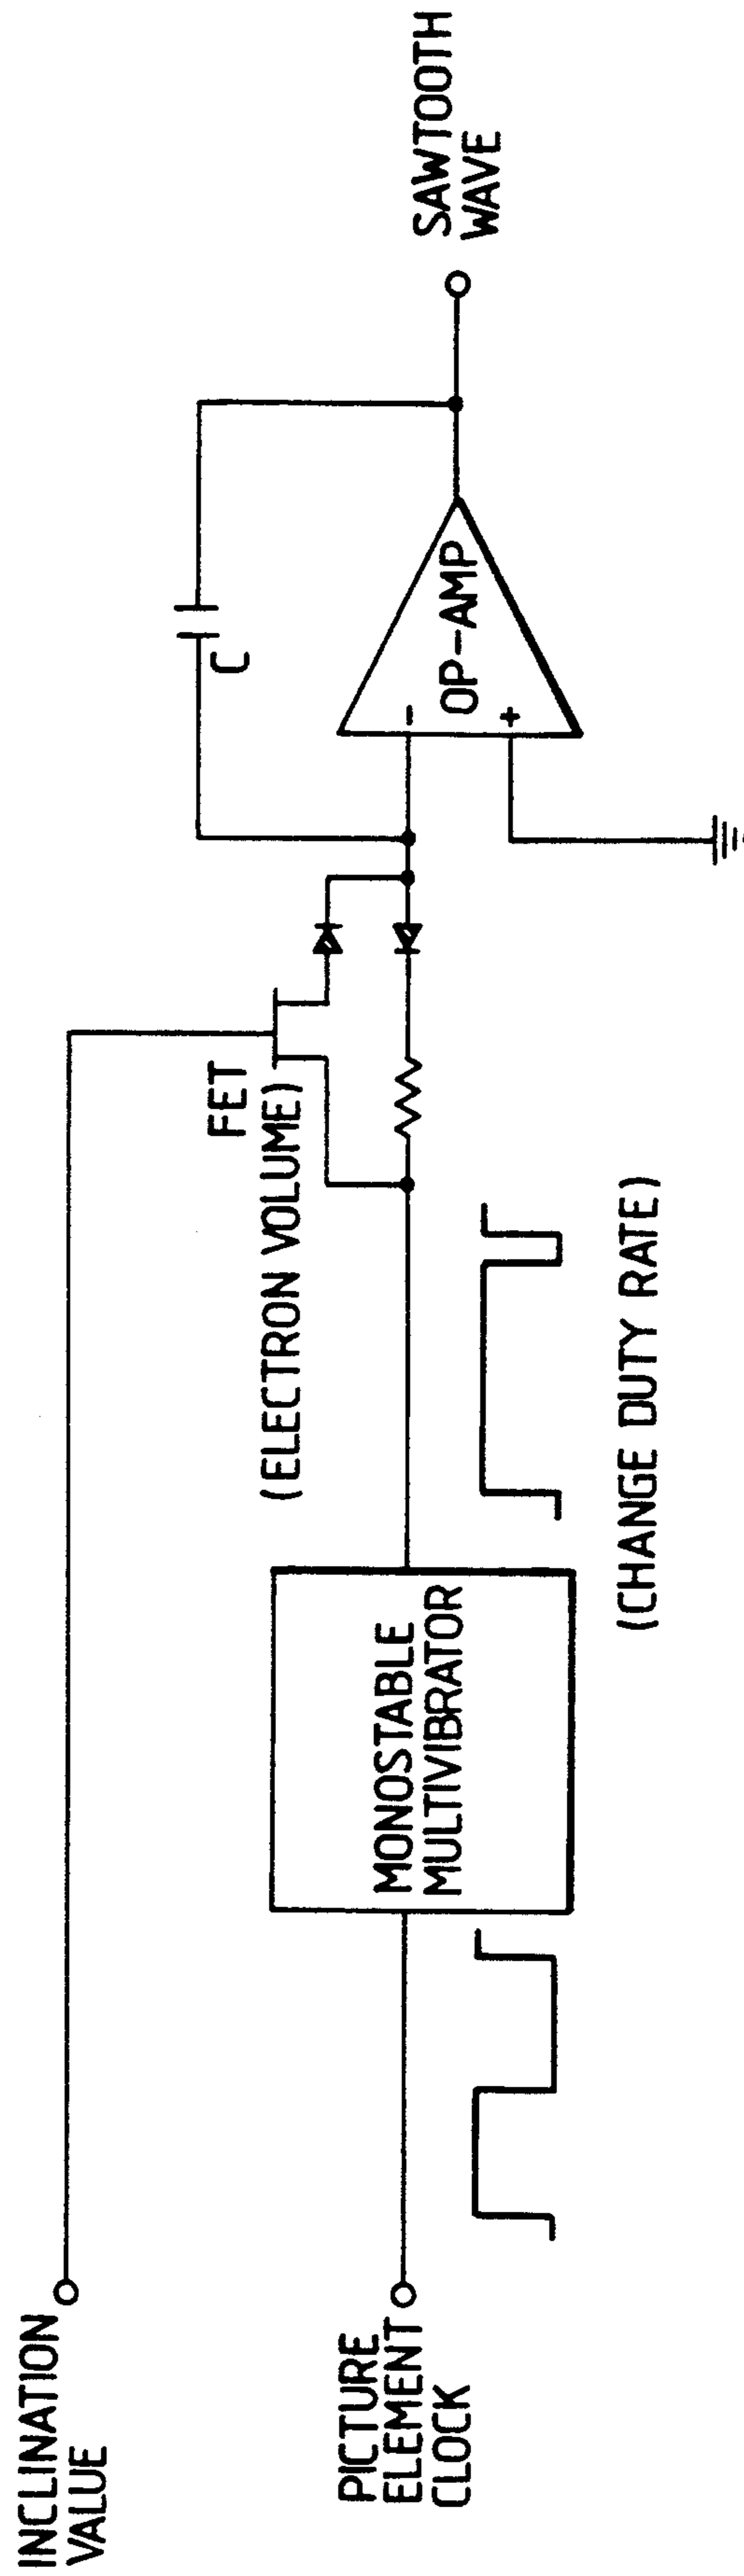 INCLINATION
VALUE
PICTURE
ELEMENT
CLOCK
MONOSTABLE
MULTIVIBRATOR
(CHANGE DUTY RATE)
FET
(ELECTRON VOLUME)
C
-
+
OP-AMP
SAWTOOTH
WAVE